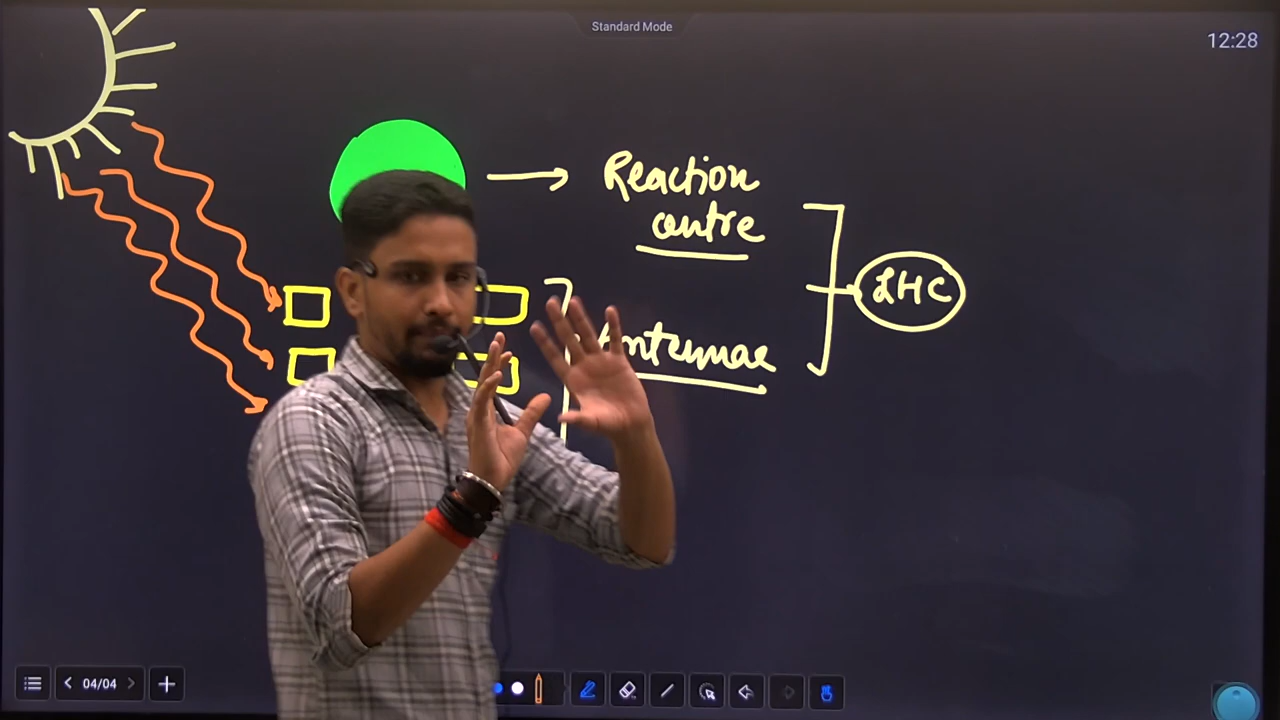 Standard Mode
12:28
Reaction
centre
LHC
Antennae
04/04